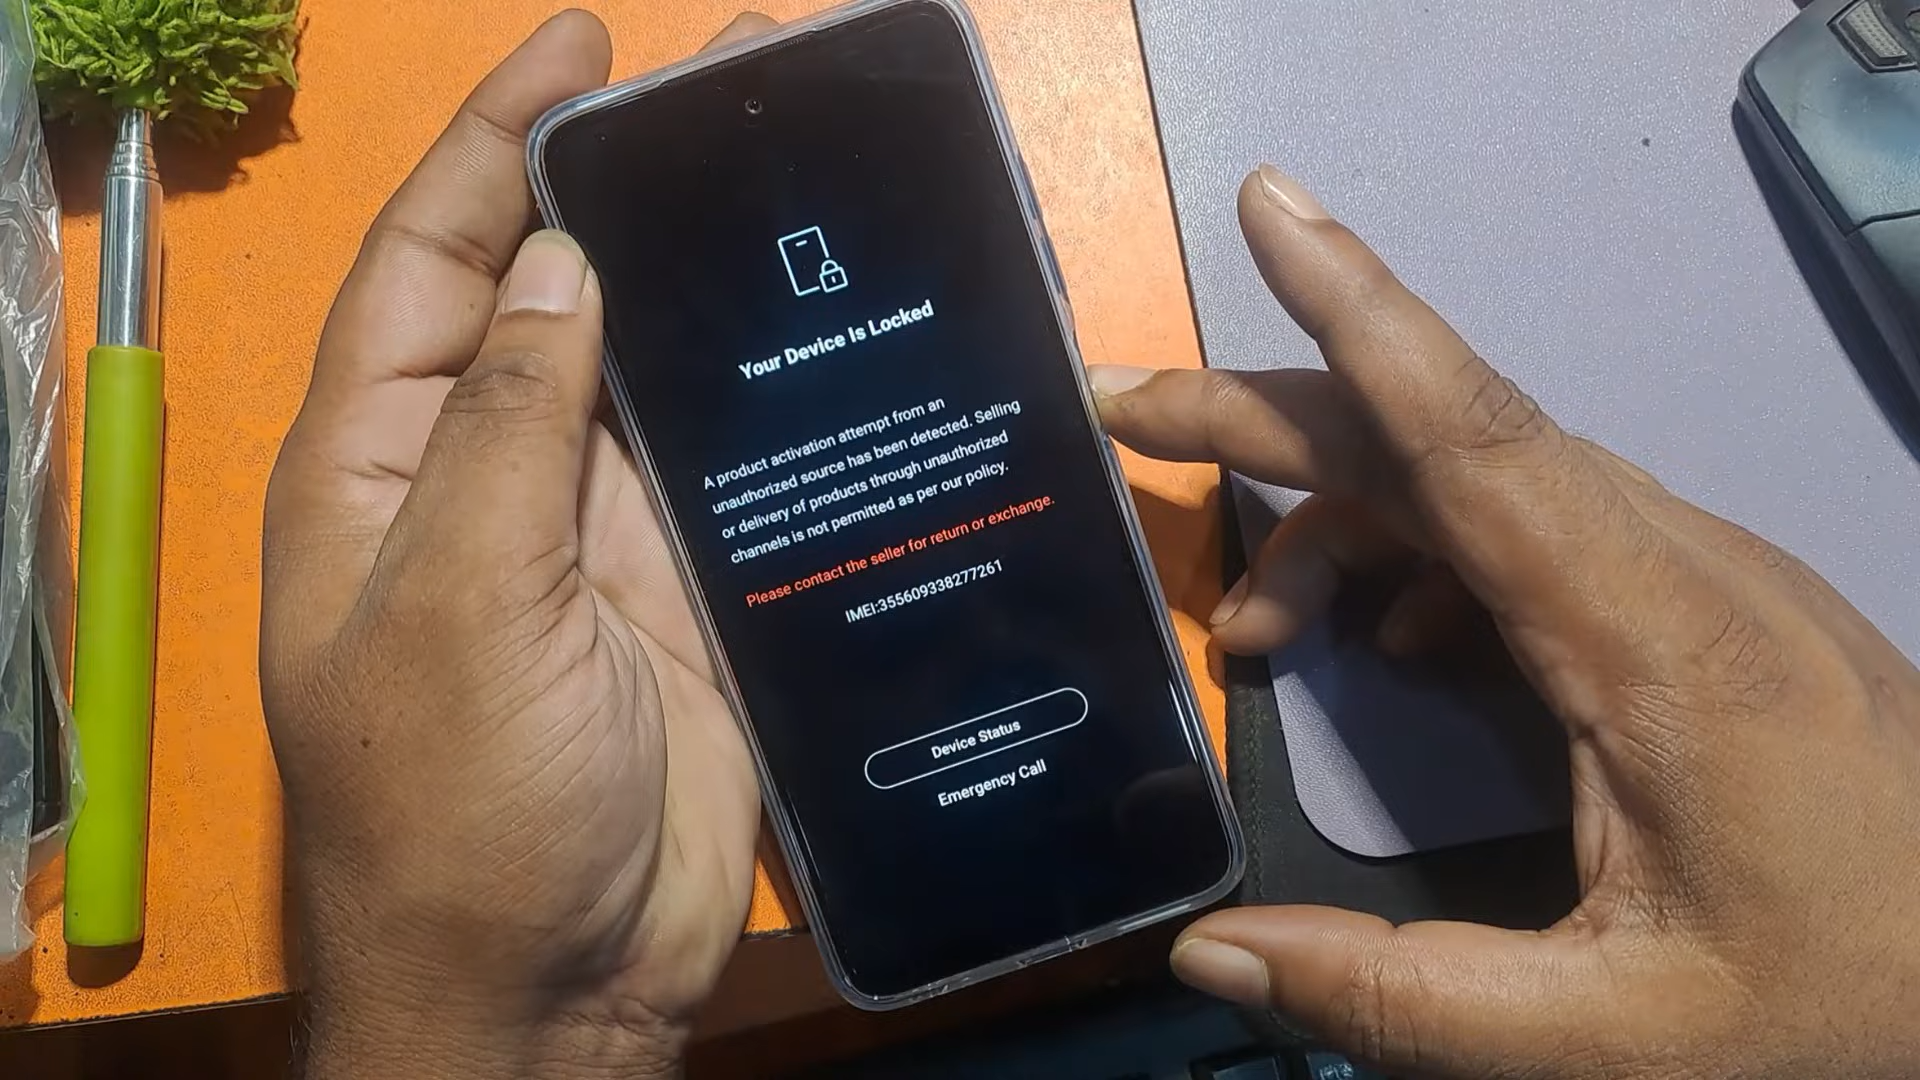 Your Device Is Locked
A product activation attempt from an
unauthorized source has been detected. Selling
or delivery of products through unauthorized
channels is not permitted as per our policy.
Please contact the seller for return or exchange.
IMEI:355609338277261
Device Status
Emergency Call